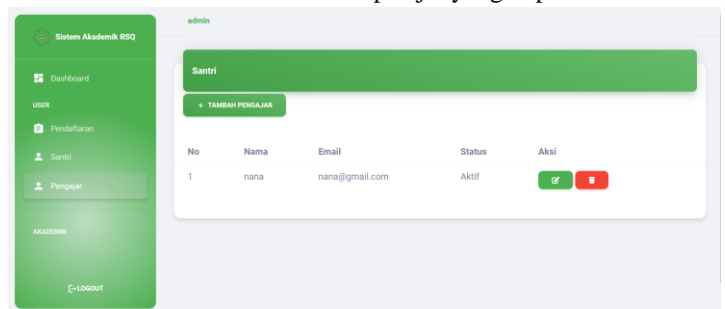 admin
Sistem Akademik RSQ
Dashboard
USER
Pendaftaran
Santri
Pengajar
AKADEMIK
LOGOUT
Santri
+ TAMBAH PENGAJAR
No Nama Email Status Aksi
1 nana nana@gmail.com Aktif